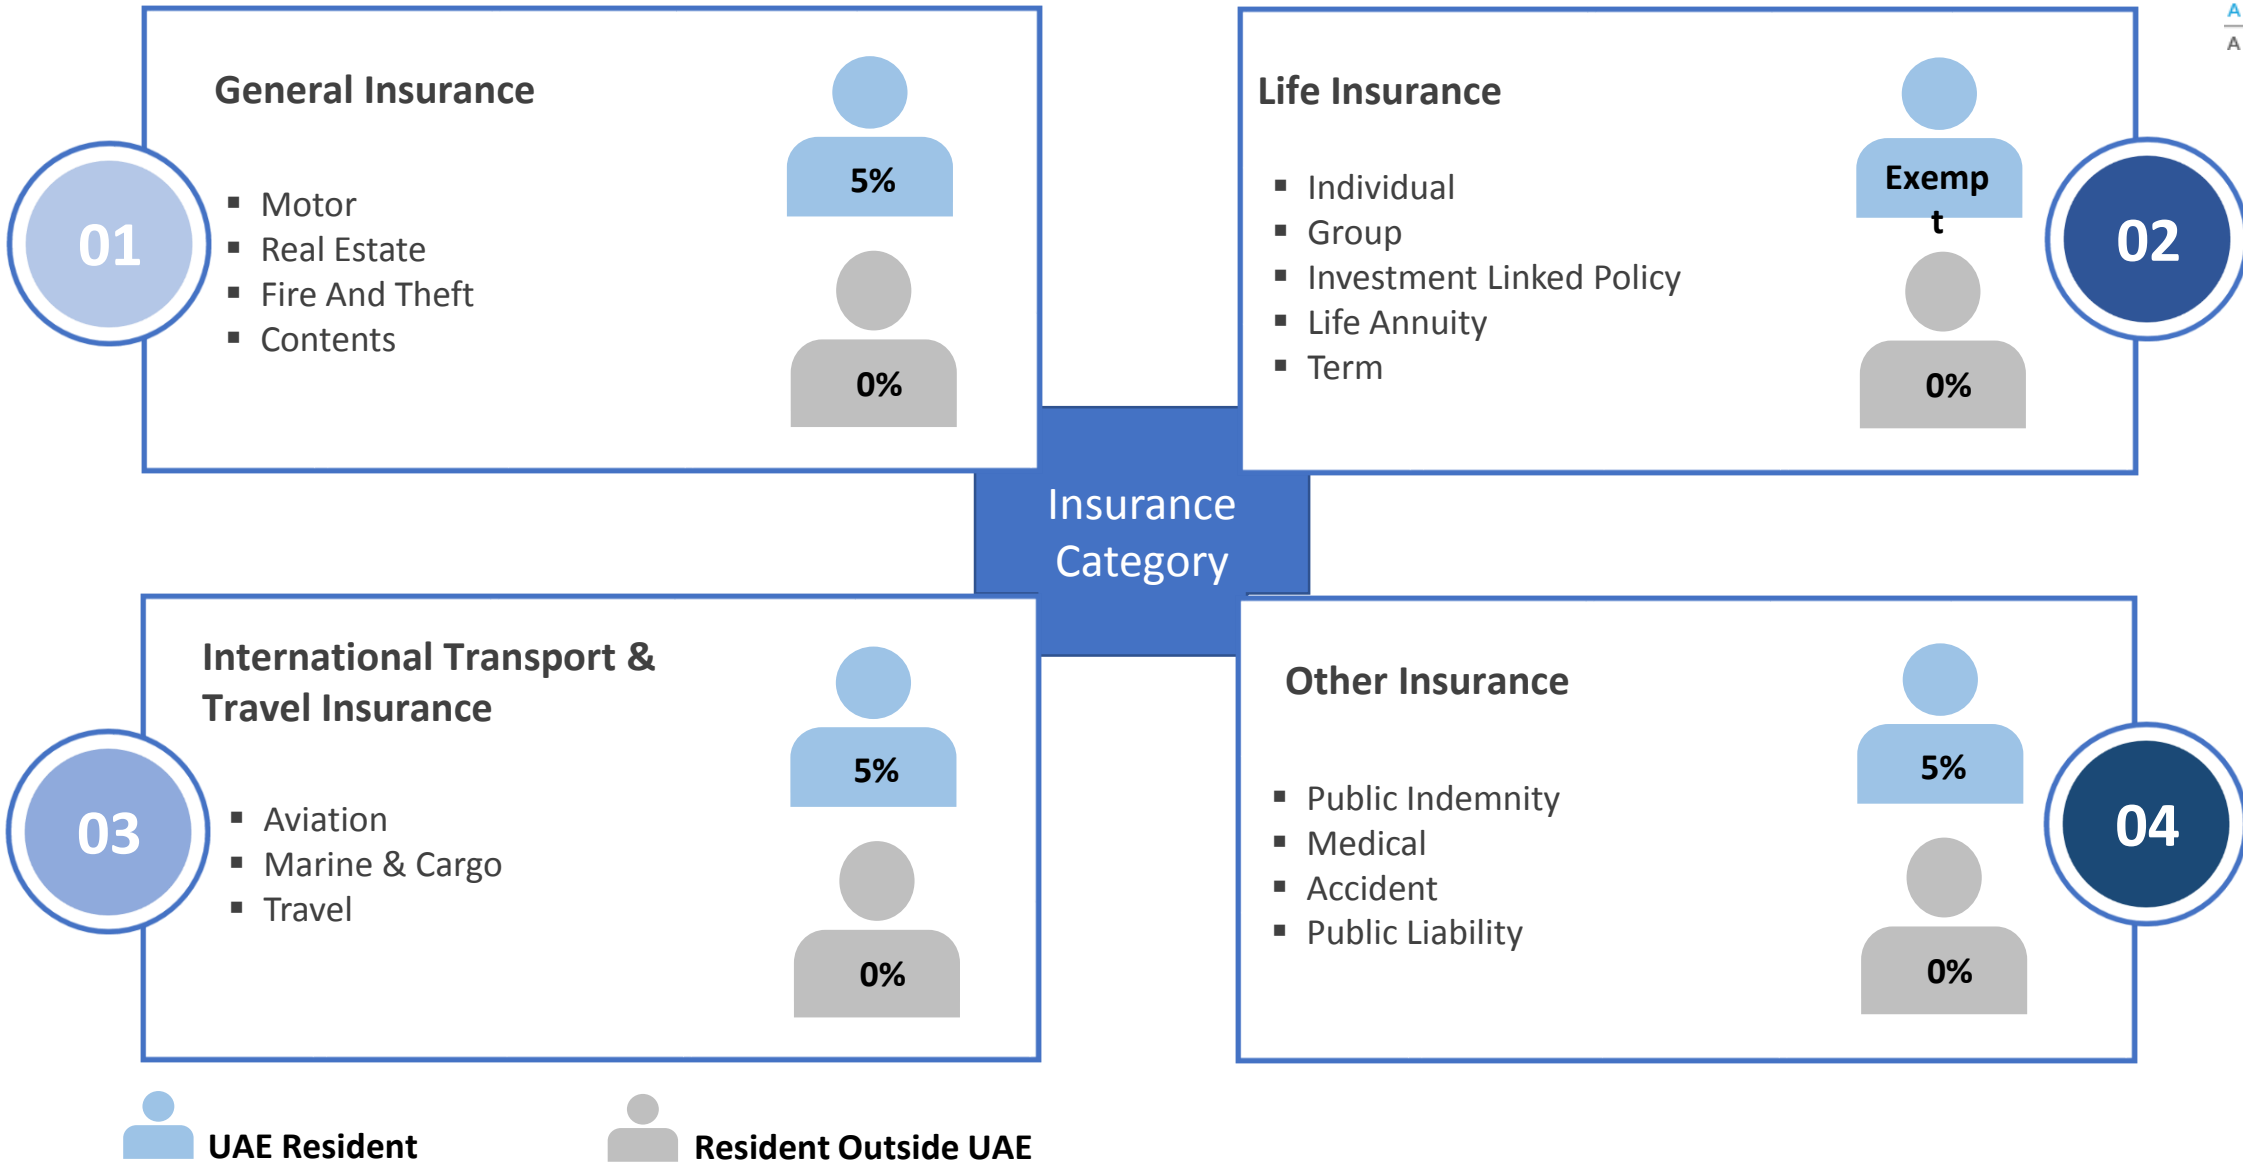 A
A
General Insurance
5%
01
▪ Motor
▪ Real Estate
▪ Fire And Theft
▪ Contents
0%
Life Insurance
Exemp
t
02
▪ Individual
▪ Group
▪ Investment Linked Policy
▪ Life Annuity
▪ Term
0%
Insurance
Category
International Transport &
Travel Insurance
5%
03
▪ Aviation
▪ Marine & Cargo
▪ Travel
0%
Other Insurance
5%
04
▪ Public Indemnity
▪ Medical
▪ Accident
▪ Public Liability
0%
UAE Resident
Resident Outside UAE